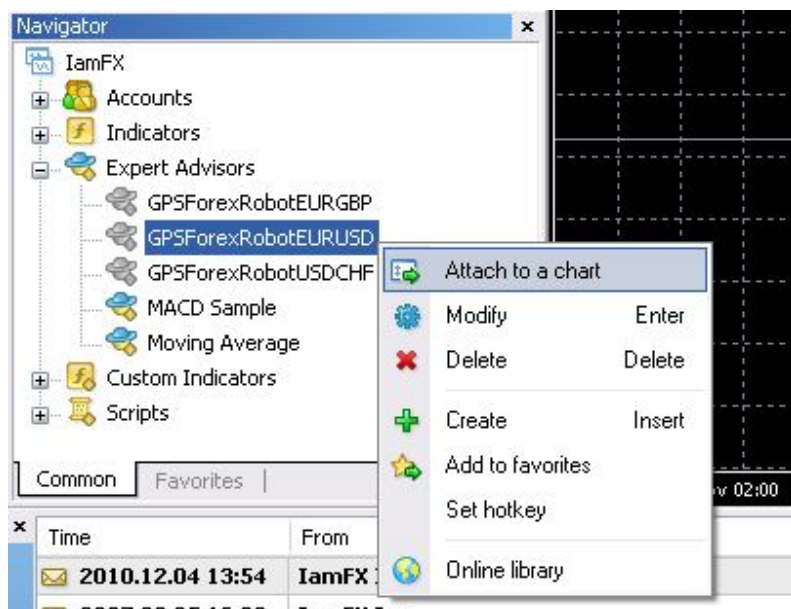 Navigator
IamFX
Accounts
Indicators
Expert Advisors
GPSForexRobotEURGBP
GPSForexRobotEURUSD
GPSForexRobotUSDCHF
MACD Sample
Moving Average
Custom Indicators
Scripts
Common Favorites
Attach to a chart
Modify Enter
Delete Delete
Create Insert
Add to favorites
Set hotkey
Online library
02:00
Time From
2010.12.04 13:54 IamFX